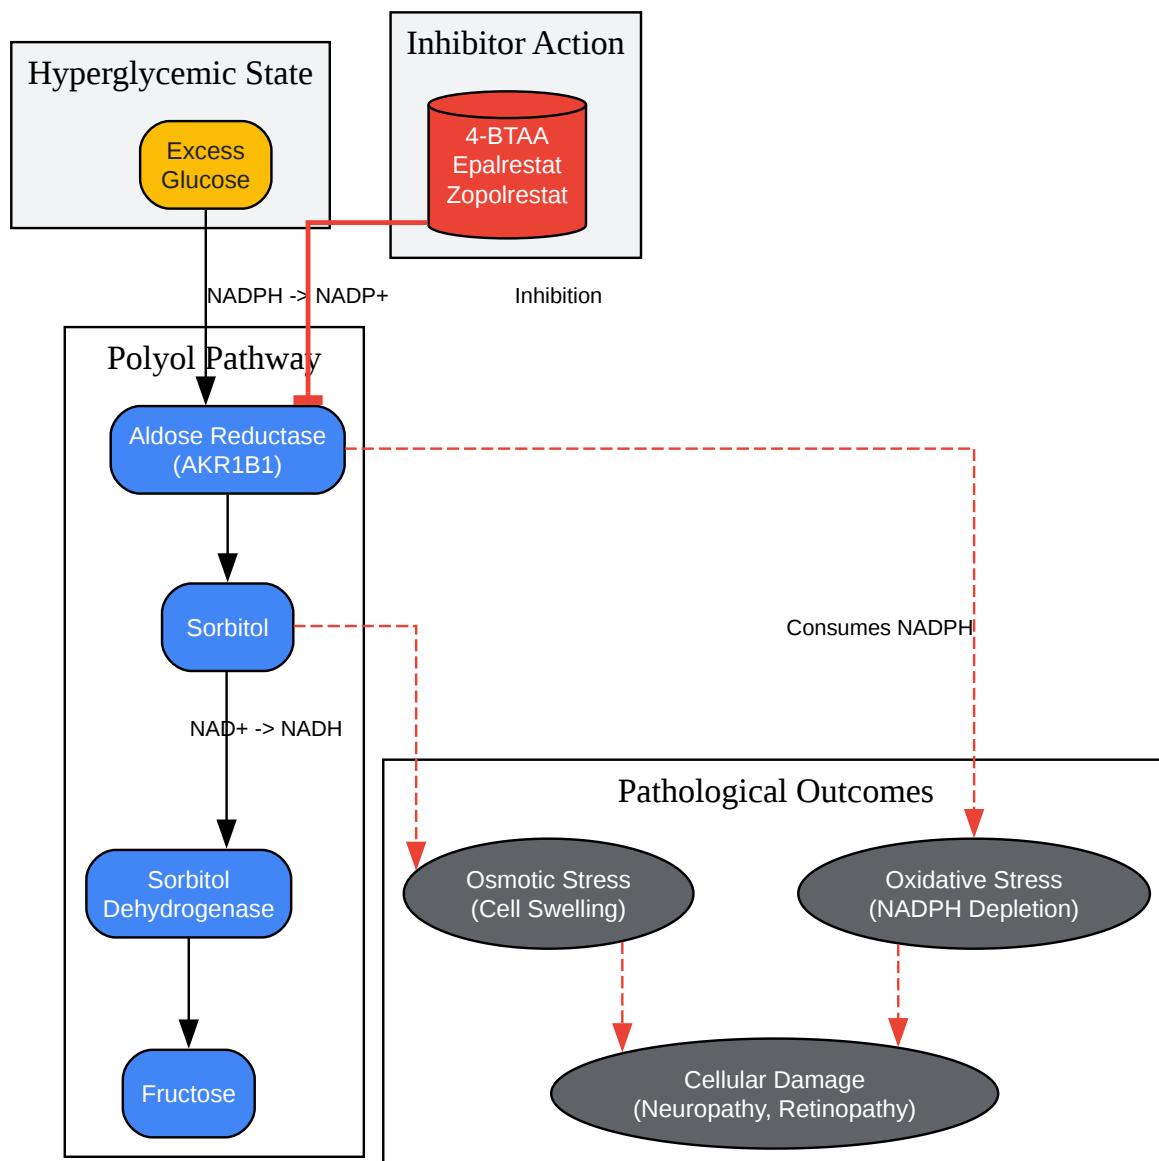 Hyperglycemic State
Excess
Glucose
Inhibitor Action
4-BTAA
Epalrestat
Zopolrestat
NADPH -> NADP+
Inhibition
Polyol Pathway
Aldose Reductase
(AKR1B1)
Sorbitol
Consumes NADPH
NAD+ -> NADH
Sorbitol
Dehydrogenase
Fructose
Pathological Outcomes
Osmotic Stress
(Cell Swelling)
Oxidative Stress
(NADPH Depletion)
Cellular Damage
(Neuropathy, Retinopathy)